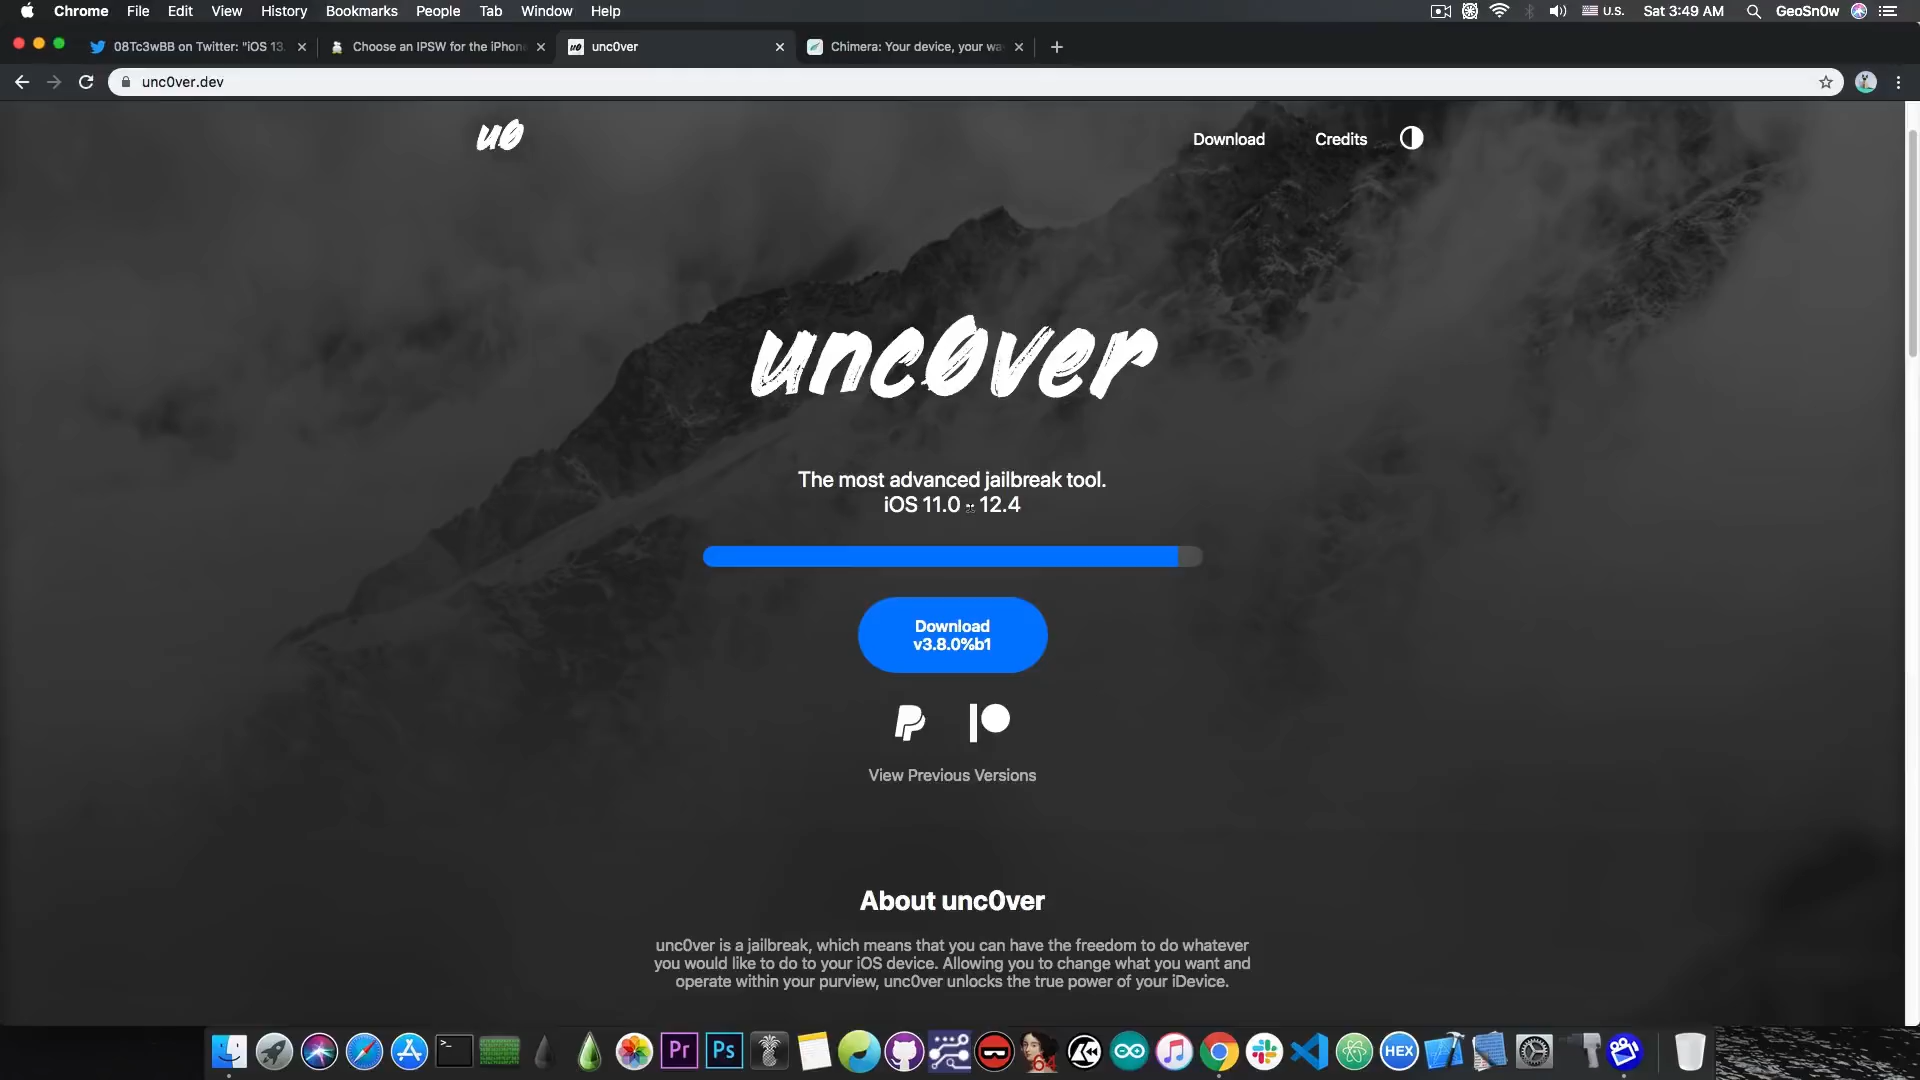 Chrome File Edit View History Bookmarks People Tab Window Help U.S. Sat 3:49 AM GeoSn0w
08Tc3wBB on Twitter: "iOS 13. Choose an IPSW for the iPhone unc0ver Chimera: Your device, your wa
unc0ver.dev
u0 Download Credits
unc0ver
The most advanced jailbreak tool.
iOS 11.0 - 12.4
Download
v3.8.0%b1
View Previous Versions
About unc0ver
unc0ver is a jailbreak, which means that you can have the freedom to do whatever
you would like to do to your iOS device. Allowing you to change what you want and
operate within your purview, unc0ver unlocks the true power of your iDevice.
Pr Ps 64 HEX